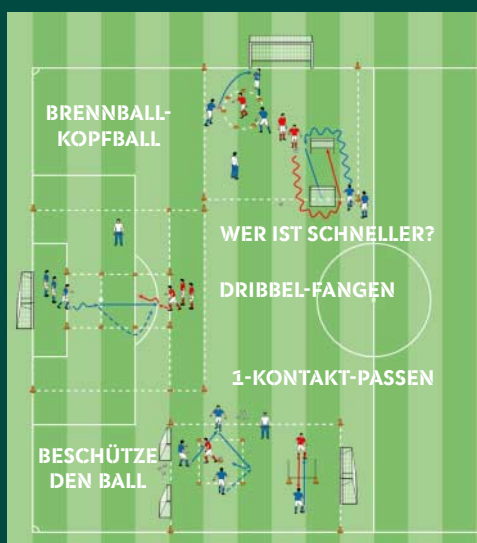 BRENNBALL-
KOPFBALL
WER IST SCHNELLER?
DRIBBEL-FANGEN
1-KONTAKT-PASSEN
BESCHÜTZE
DEN BALL